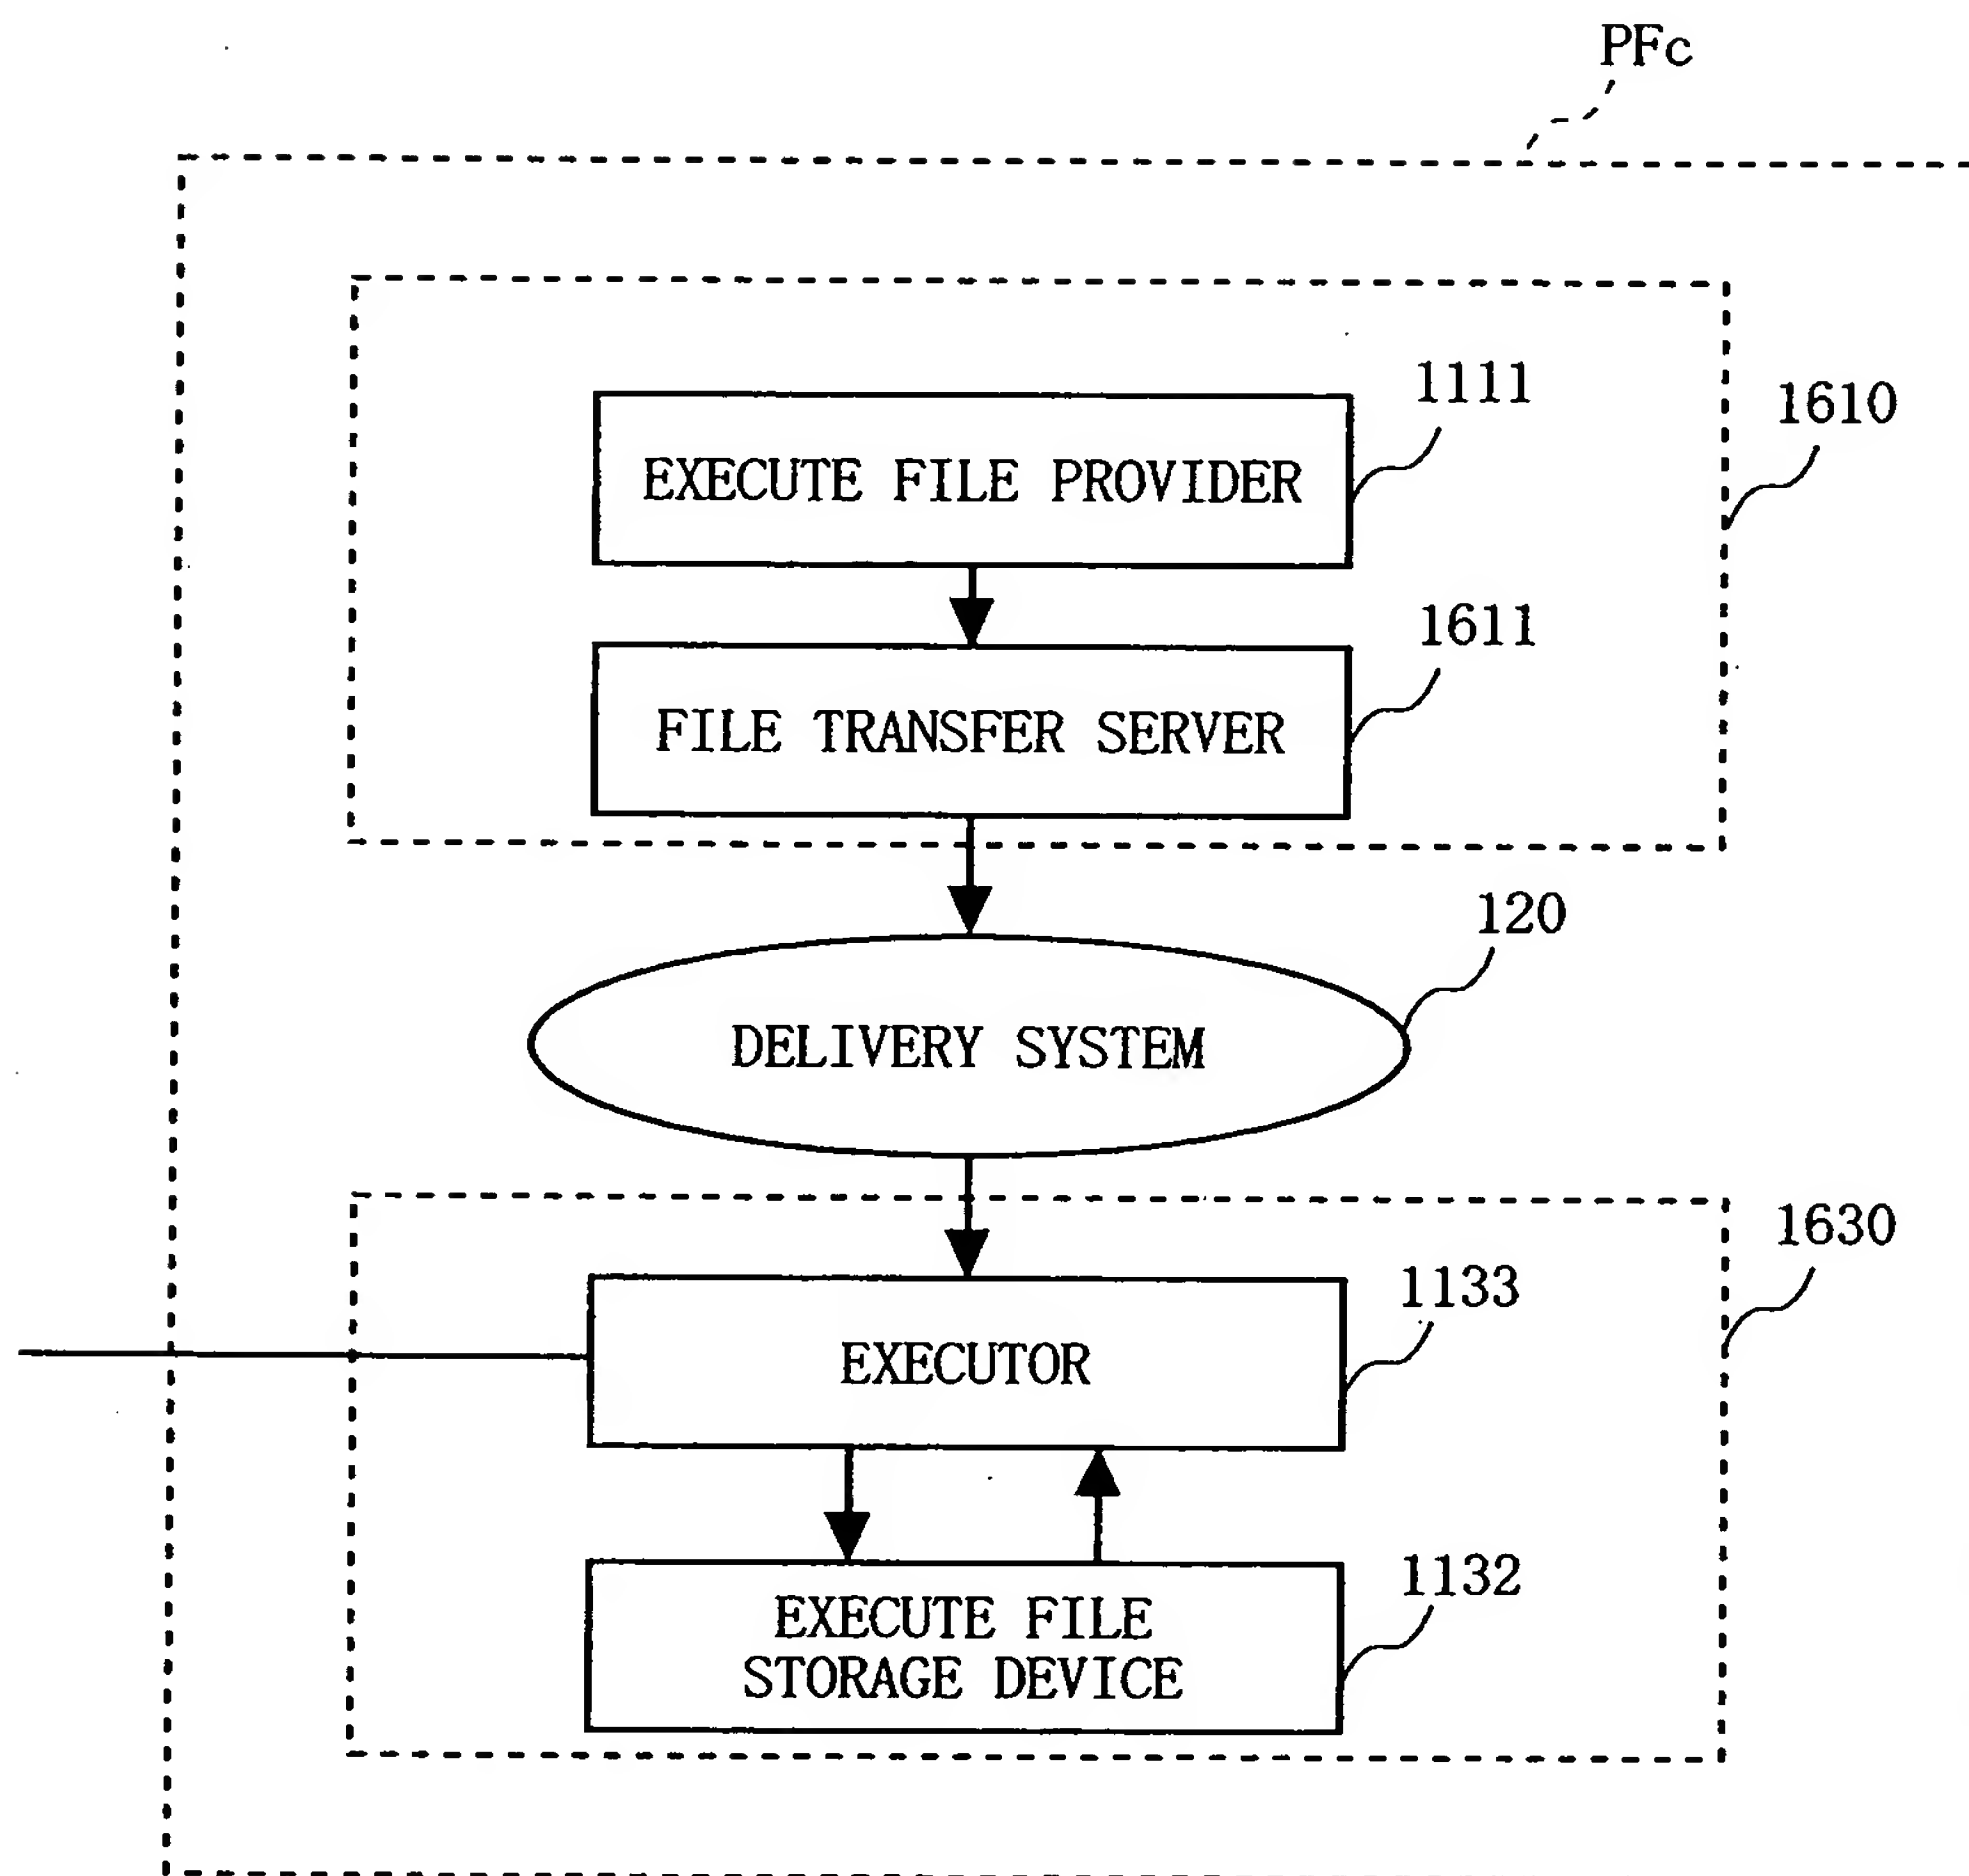 PFc
1111
1610
EXECUTE FILE PROVIDER
1611
FILE TRANSFER SERVER
120
DELIVERY SYSTEM
1630
1133
EXECUTOR
1132
EXECUTE FILE
STORAGE DEVICE